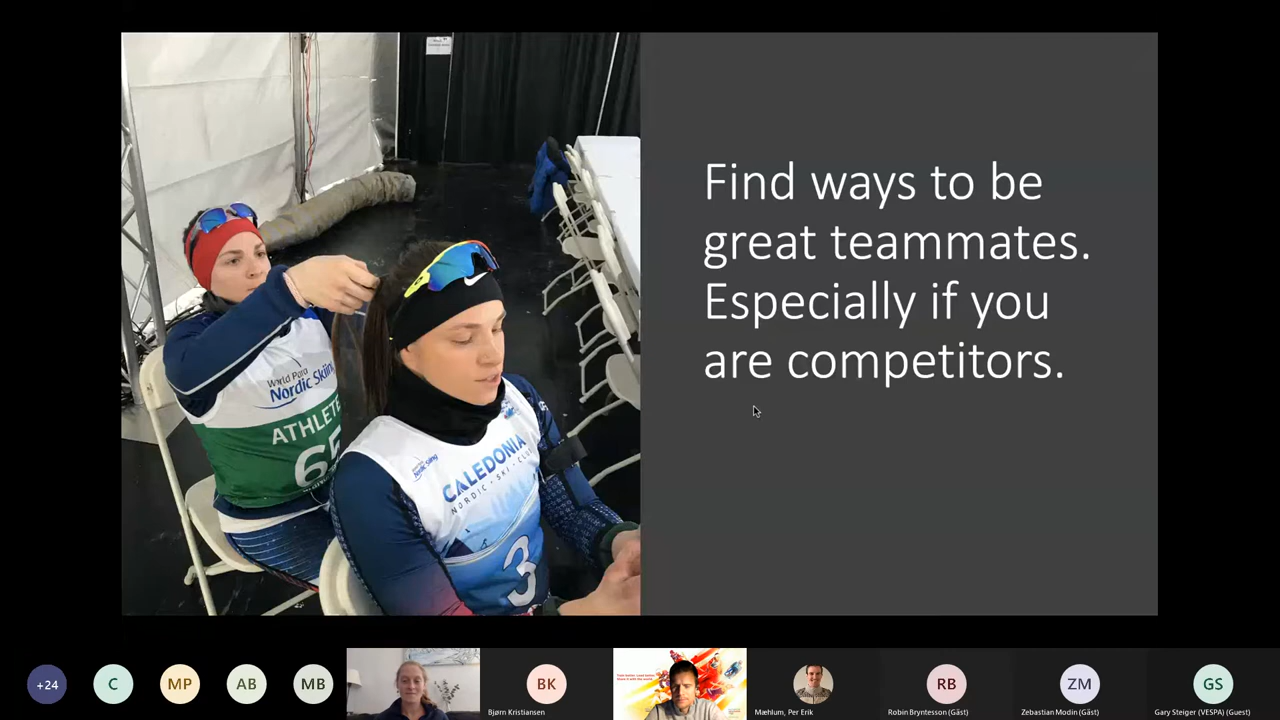 Find ways to be
great teammates.
Especially if you
are competitors.
World Para
Nordic Skiing
ATHLETE
65
CALEDONIA
NORDIC • SKI • CLUB
3
+24
C
MP
AB
MB
BK
RB
ZM
GS
Bjørn Kristiansen
Mæhlum, Per Erik
Robin Bryntesson (Gäst)
Zebastian Modin (Gäst)
Gary Steiger (VESPA) (Guest)